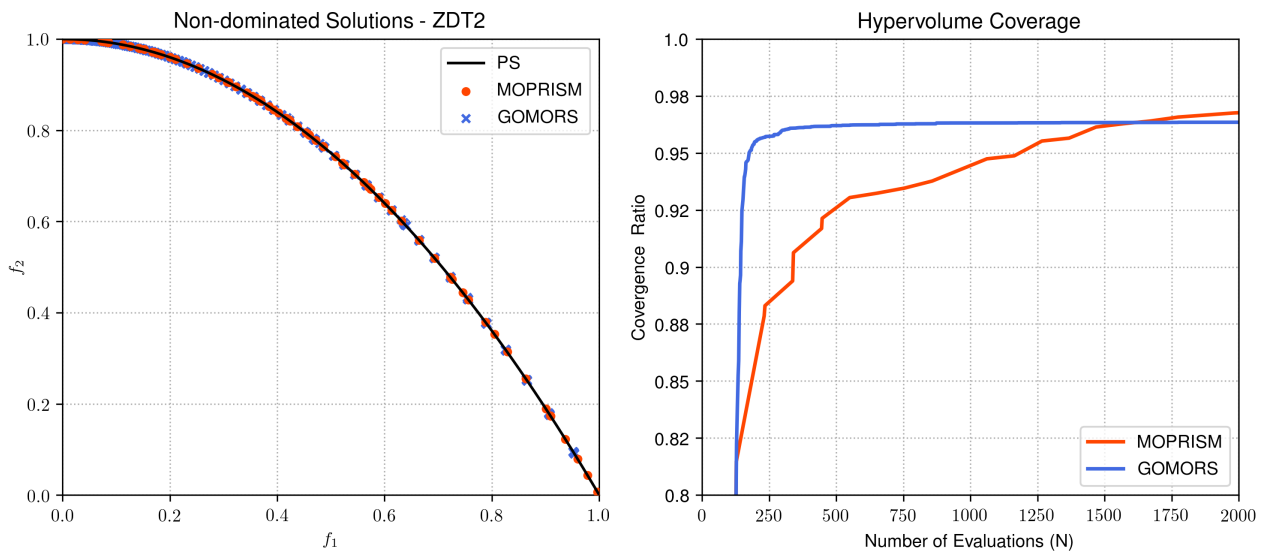 Non-dominated Solutions - ZDT2
1.0
0.8
0.6
0.4
0.2
0.0
f2
0.0 0.2 0.4 0.6 0.8 1.0
f1
PS
MOPRISM
GOMORS
Hypervolume Coverage
1.0
0.98
0.95
0.92
0.9
0.88
0.85
0.82
0.8
Covergence Ratio
0 250 500 750 1000 1250 1500 1750 2000
Number of Evaluations (N)
MOPRISM
GOMORS